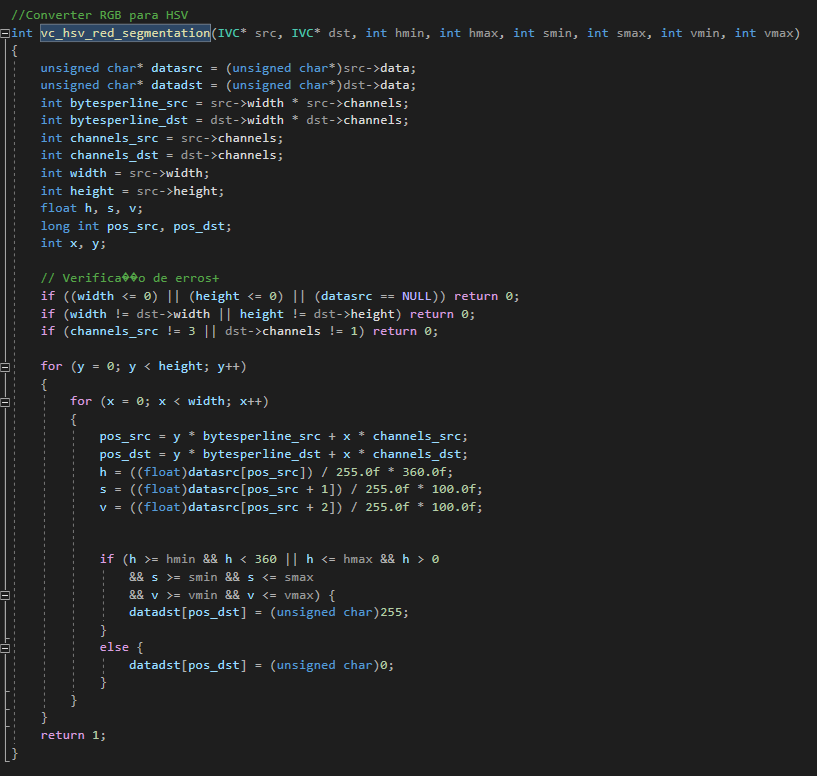 //Converter RGB para HSV
int vc_hsv_red_segmentation(IVC* src, IVC* dst, int hmin, int hmax, int smin, int smax, int vmin, int vmax)
{
unsigned char* datasrc = (unsigned char*)src->data;
unsigned char* datadst = (unsigned char*)dst->data;
int bytesperline_src = src->width * src->channels;
int bytesperline_dst = dst->width * dst->channels;
int channels_src = src->channels;
int channels_dst = dst->channels;
int width = src->width;
int height = src->height;
float h, s, v;
long int pos_src, pos_dst;
int x, y;
// Verifica��o de erros+
if ((width <= 0) || (height <= 0) || (datasrc == NULL)) return 0;
if (width != dst->width || height != dst->height) return 0;
if (channels_src != 3 || dst->channels != 1) return 0;
for (y = 0; y < height; y++)
{
for (x = 0; x < width; x++)
{
pos_src = y * bytesperline_src + x * channels_src;
pos_dst = y * bytesperline_dst + x * channels_dst;
h = ((float)datasrc[pos_src]) / 255.0f * 360.0f;
s = ((float)datasrc[pos_src + 1]) / 255.0f * 100.0f;
v = ((float)datasrc[pos_src + 2]) / 255.0f * 100.0f;
if (h >= hmin && h < 360 || h <= hmax && h > 0
&& s >= smin && s <= smax
&& v >= vmin && v <= vmax) {
datadst[pos_dst] = (unsigned char)255;
}
else {
datadst[pos_dst] = (unsigned char)0;
}
}
}
return 1;
}